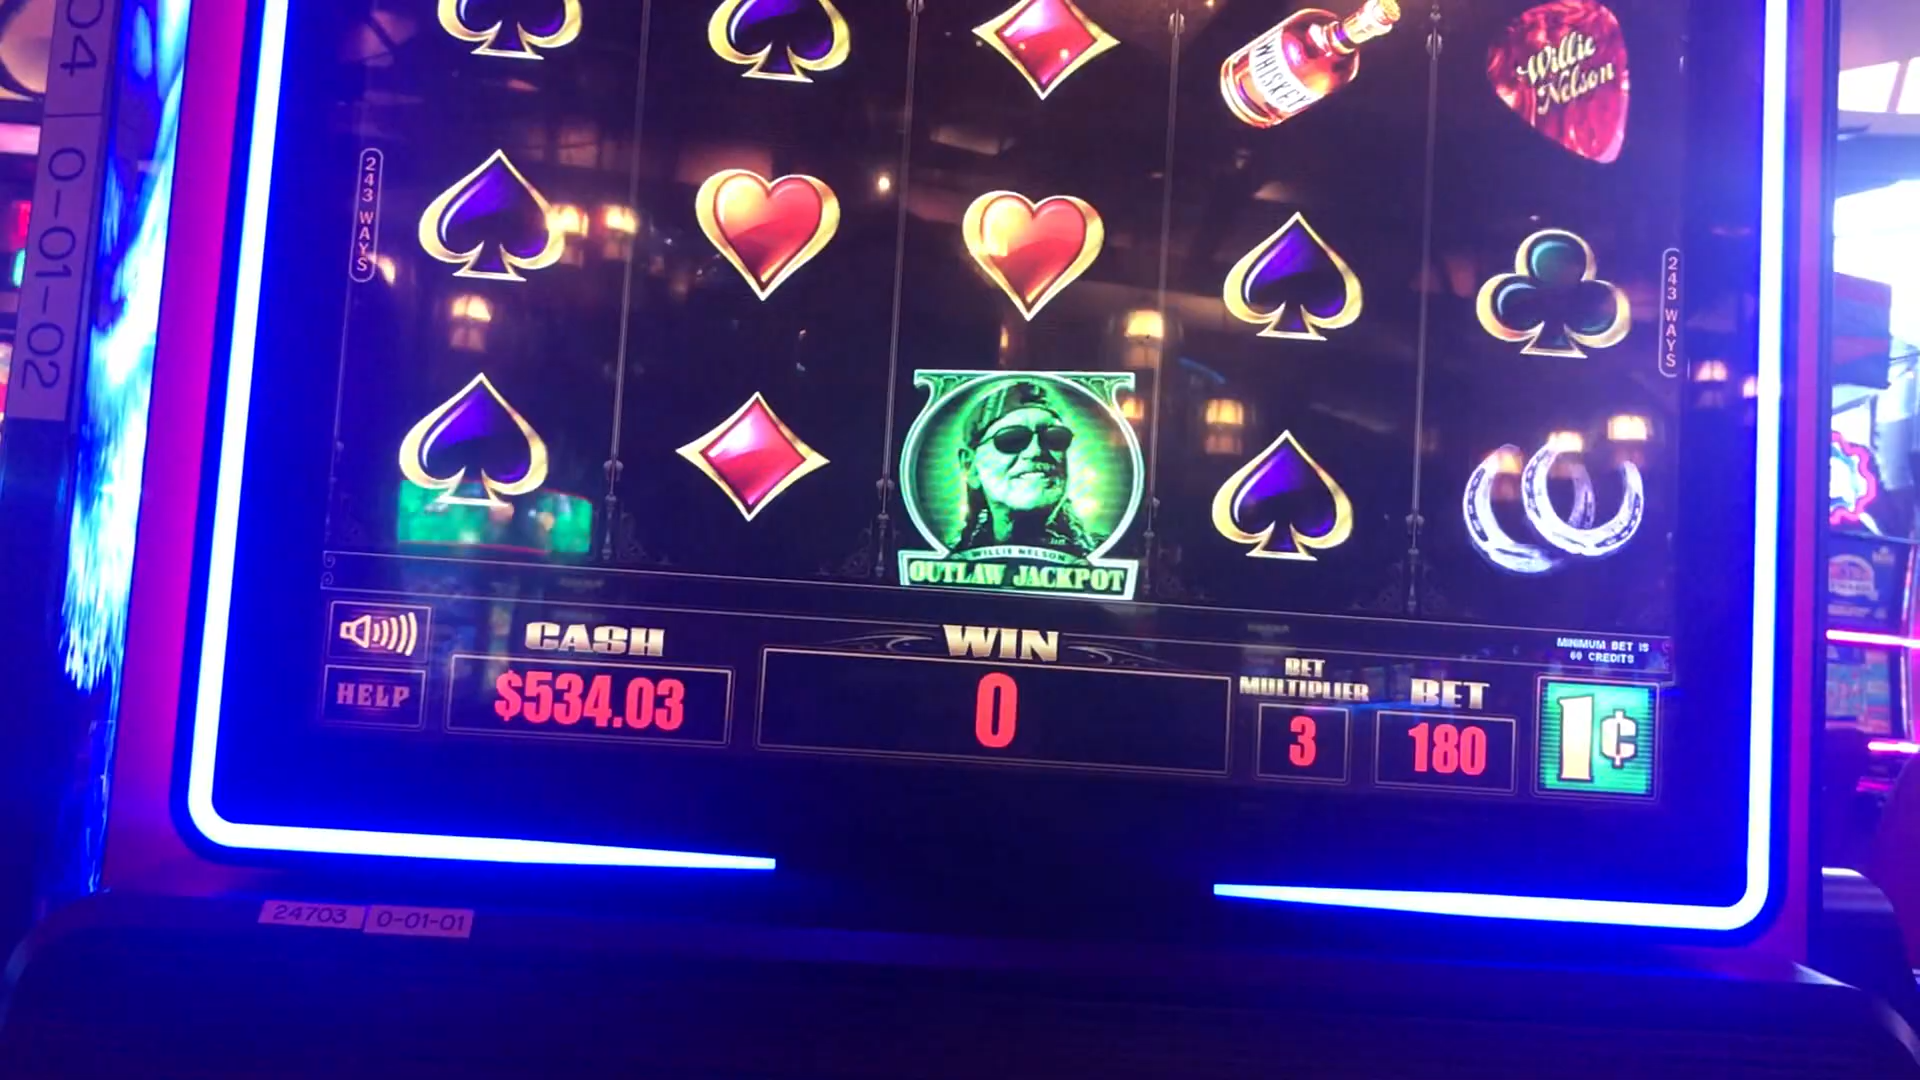 04
0-01-02
WHISKEY
Willie
Nelson
243 WAYS
243 WAYS
WILLIE NELSON
OUTLAW JACKPOT
CASH
WIN
BET
MULTIPLIER
BET
MINIMUM BET IS
60 CREDITS
HELP
$534.03
0
3
180
1¢
24703
0-01-01